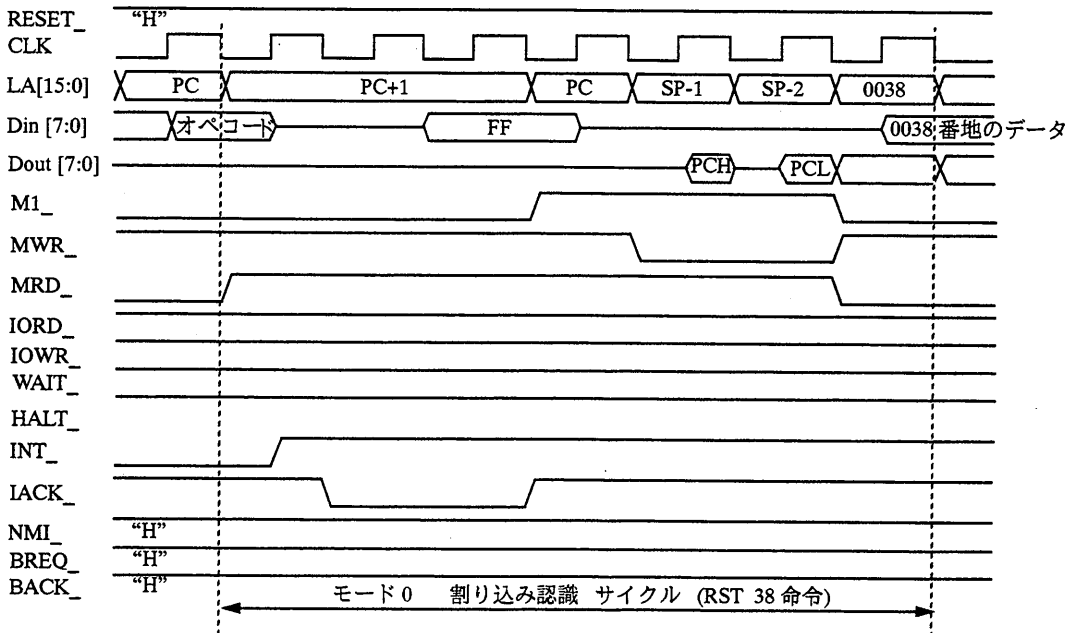 RESET_ "H"
CLK
LA[15:0] PC PC+1 PC SP-1 SP-2 0038
Din [7:0] オペコード FF 0038 番地のデータ
Dout [7:0] PCH PCL
M1_
MWR_
MRD_
IORD_
IOWR_
WAIT_
HALT_
INT_
IACK_
NMI_ "H"
BREQ_ "H"
BACK_ "H"
モード 0 割り込み認識 サイクル (RST 38 命令)